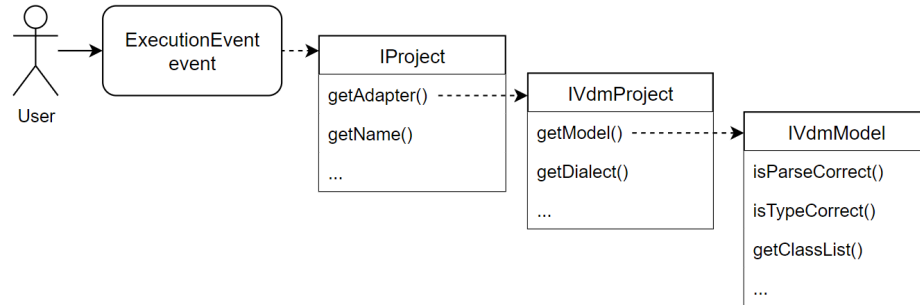 User
ExecutionEvent
event
IProject
getAdapter()
getName()
...
IVdmProject
getModel()
getDialect()
...
IVdmModel
isParseCorrect()
isTypeCorrect()
getClassList()
...